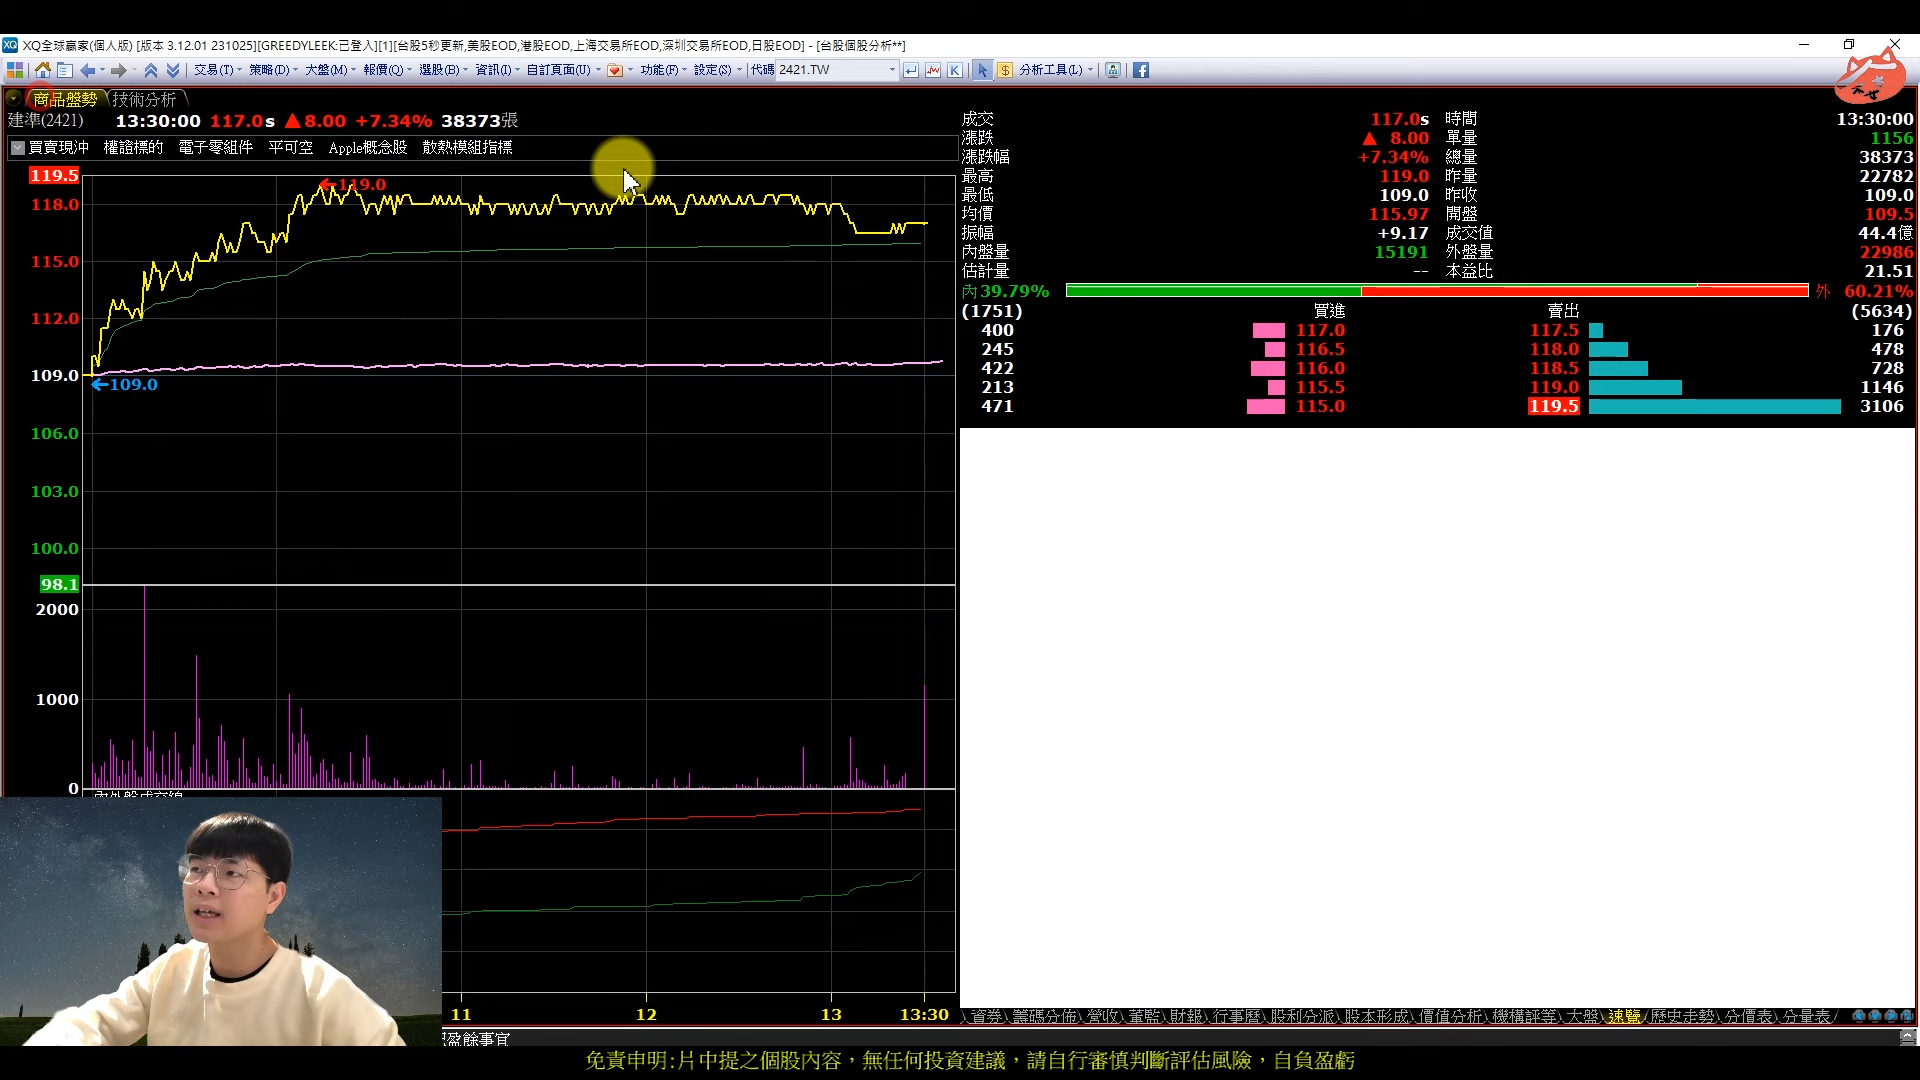 XQ全球贏家(個人版) [版本 3.12.01 231025][GREEDYLEEK:已登入][1][台股5秒更新,美股EOD,港股EOD,上海交易所EOD,深圳交易所EOD,日股EOD] - [台股個股分析**]
交易(T) 策略(D) 大盤(M) 報價(Q) 選股(B) 資訊(I) 自訂頁面(U) 功能(F) 設定(S) 代碼 2421.TW K $ 分析工具(L) f
商品盤勢 技術分析
建準(2421) 13:30:00 117.0s ▲8.00 +7.34% 38373張
買賣現沖 權證標的 電子零組件 平可空 Apple概念股 散熱模組指標
119.5
←119.0
118.0
115.0
112.0
109.0
←109.0
106.0
103.0
100.0
98.1
2000
1000
0
11 12 13 13:30
成交 117.0s 時間 13:30:00
漲跌 ▲ 8.00 單量 1156
漲跌幅 +7.34% 總量 38373
最高 119.0 昨量 22782
最低 109.0 昨收 109.0
均價 115.97 開盤 109.5
振幅 +9.17 成交值 44.4億
內盤量 15191 外盤量 22986
估計量 -- 本益比 21.51
內 39.79% 外 60.21%
(1751) 買進 賣出 (5634)
400 117.0 117.5 176
245 116.5 118.0 478
422 116.0 118.5 728
213 115.5 119.0 1146
471 115.0 119.5 3106
資券 籌碼分佈 營收 董監 財報 行事曆 股利分派 股本形成 價值分析 機構評等 大盤 速覽 歷史走勢 分價表 分量表
盈餘事官
免責申明:片中提之個股內容，無任何投資建議，請自行審慎判斷評估風險，自負盈虧